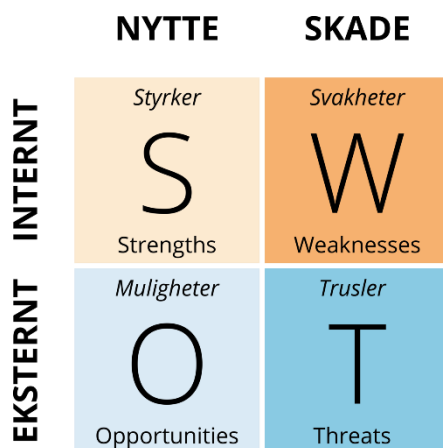 NYTTE SKADE
INTERNT
Styrker
S
Strengths
Svakheter
W
Weaknesses
EKSTERNT
Muligheter
O
Opportunities
Trusler
T
Threats